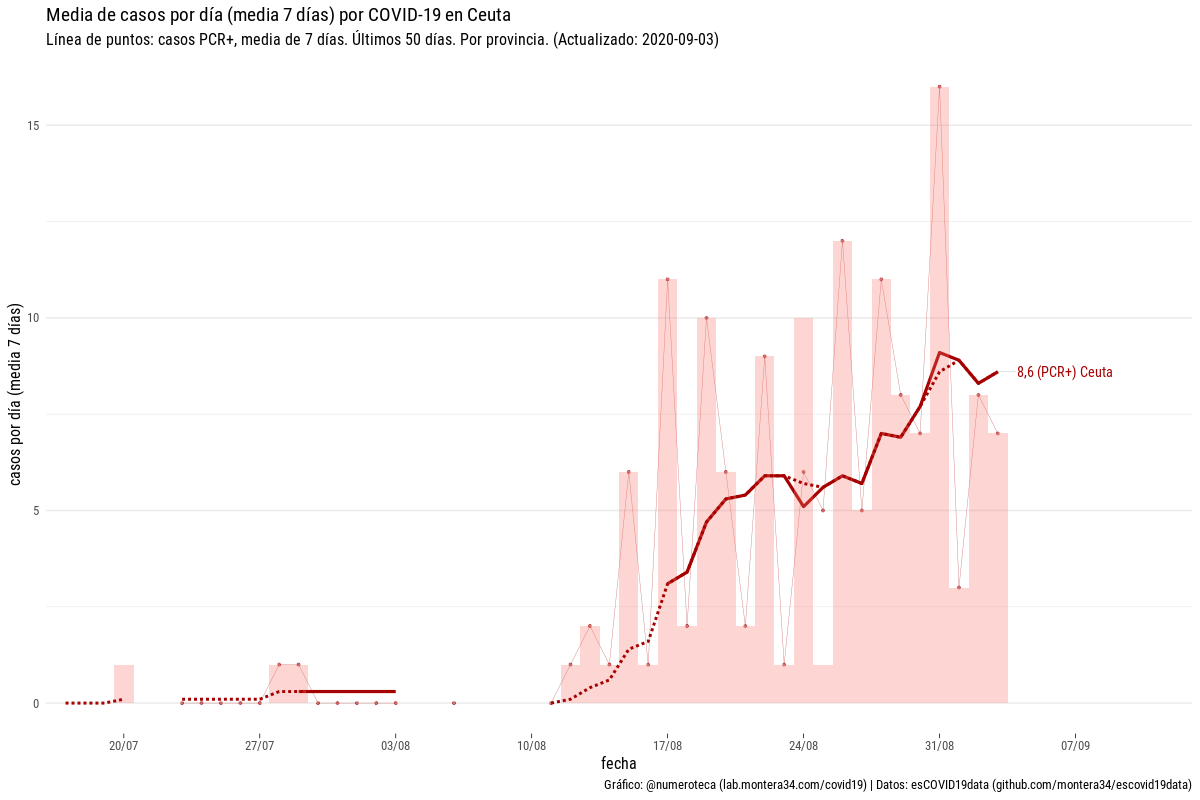 Media de casos por día (media 7 días) por COVID-19 en Ceuta
Línea de puntos: casos PCR+, media de 7 días. Últimos 50 días. Por provincia. (Actualizado: 2020-09-03)
casos por día (media 7 días)
15
10
5
0
8,6 (PCR+) Ceuta
20/07
27/07
03/08
10/08
17/08
24/08
31/08
07/09
fecha
Gráfico: @numeroteca (lab.montera34.com/covid19) | Datos: esCOVID19data (github.com/montera34/escovid19data)